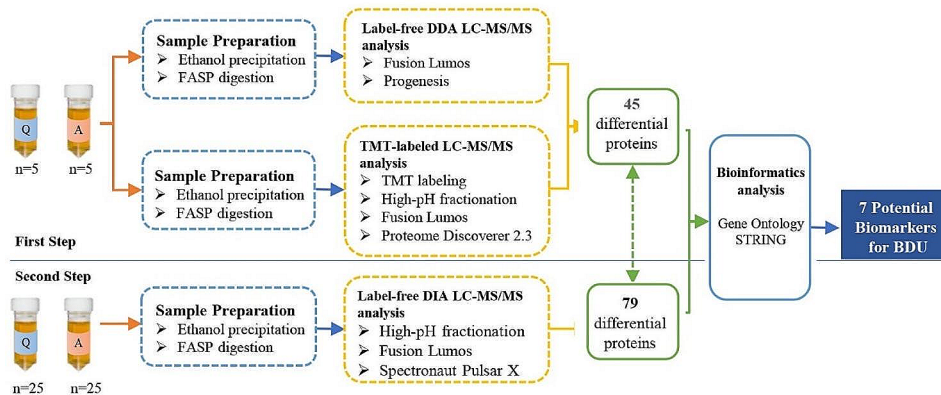 Q
A
n=5
n=5
Sample Preparation
➤ Ethanol precipitation
➤ FASP digestion
Label-free DDA LC-MS/MS
analysis
➤ Fusion Lumos
➤ Progenesis
Sample Preparation
➤ Ethanol precipitation
➤ FASP digestion
TMT-labeled LC-MS/MS
analysis
➤ TMT labeling
➤ High-pH fractionation
➤ Fusion Lumos
➤ Proteome Discoverer 2.3
45
differential
proteins
Bioinformatics
analysis
Gene Ontology
STRING
7 Potential
Biomarkers
for BDU
First Step
Second Step
Q
A
n=25
n=25
Sample Preparation
➤ Ethanol precipitation
➤ FASP digestion
Label-free DIA LC-MS/MS
analysis
➤ High-pH fractionation
➤ Fusion Lumos
➤ Spectronaut Pulsar X
79
differential
proteins